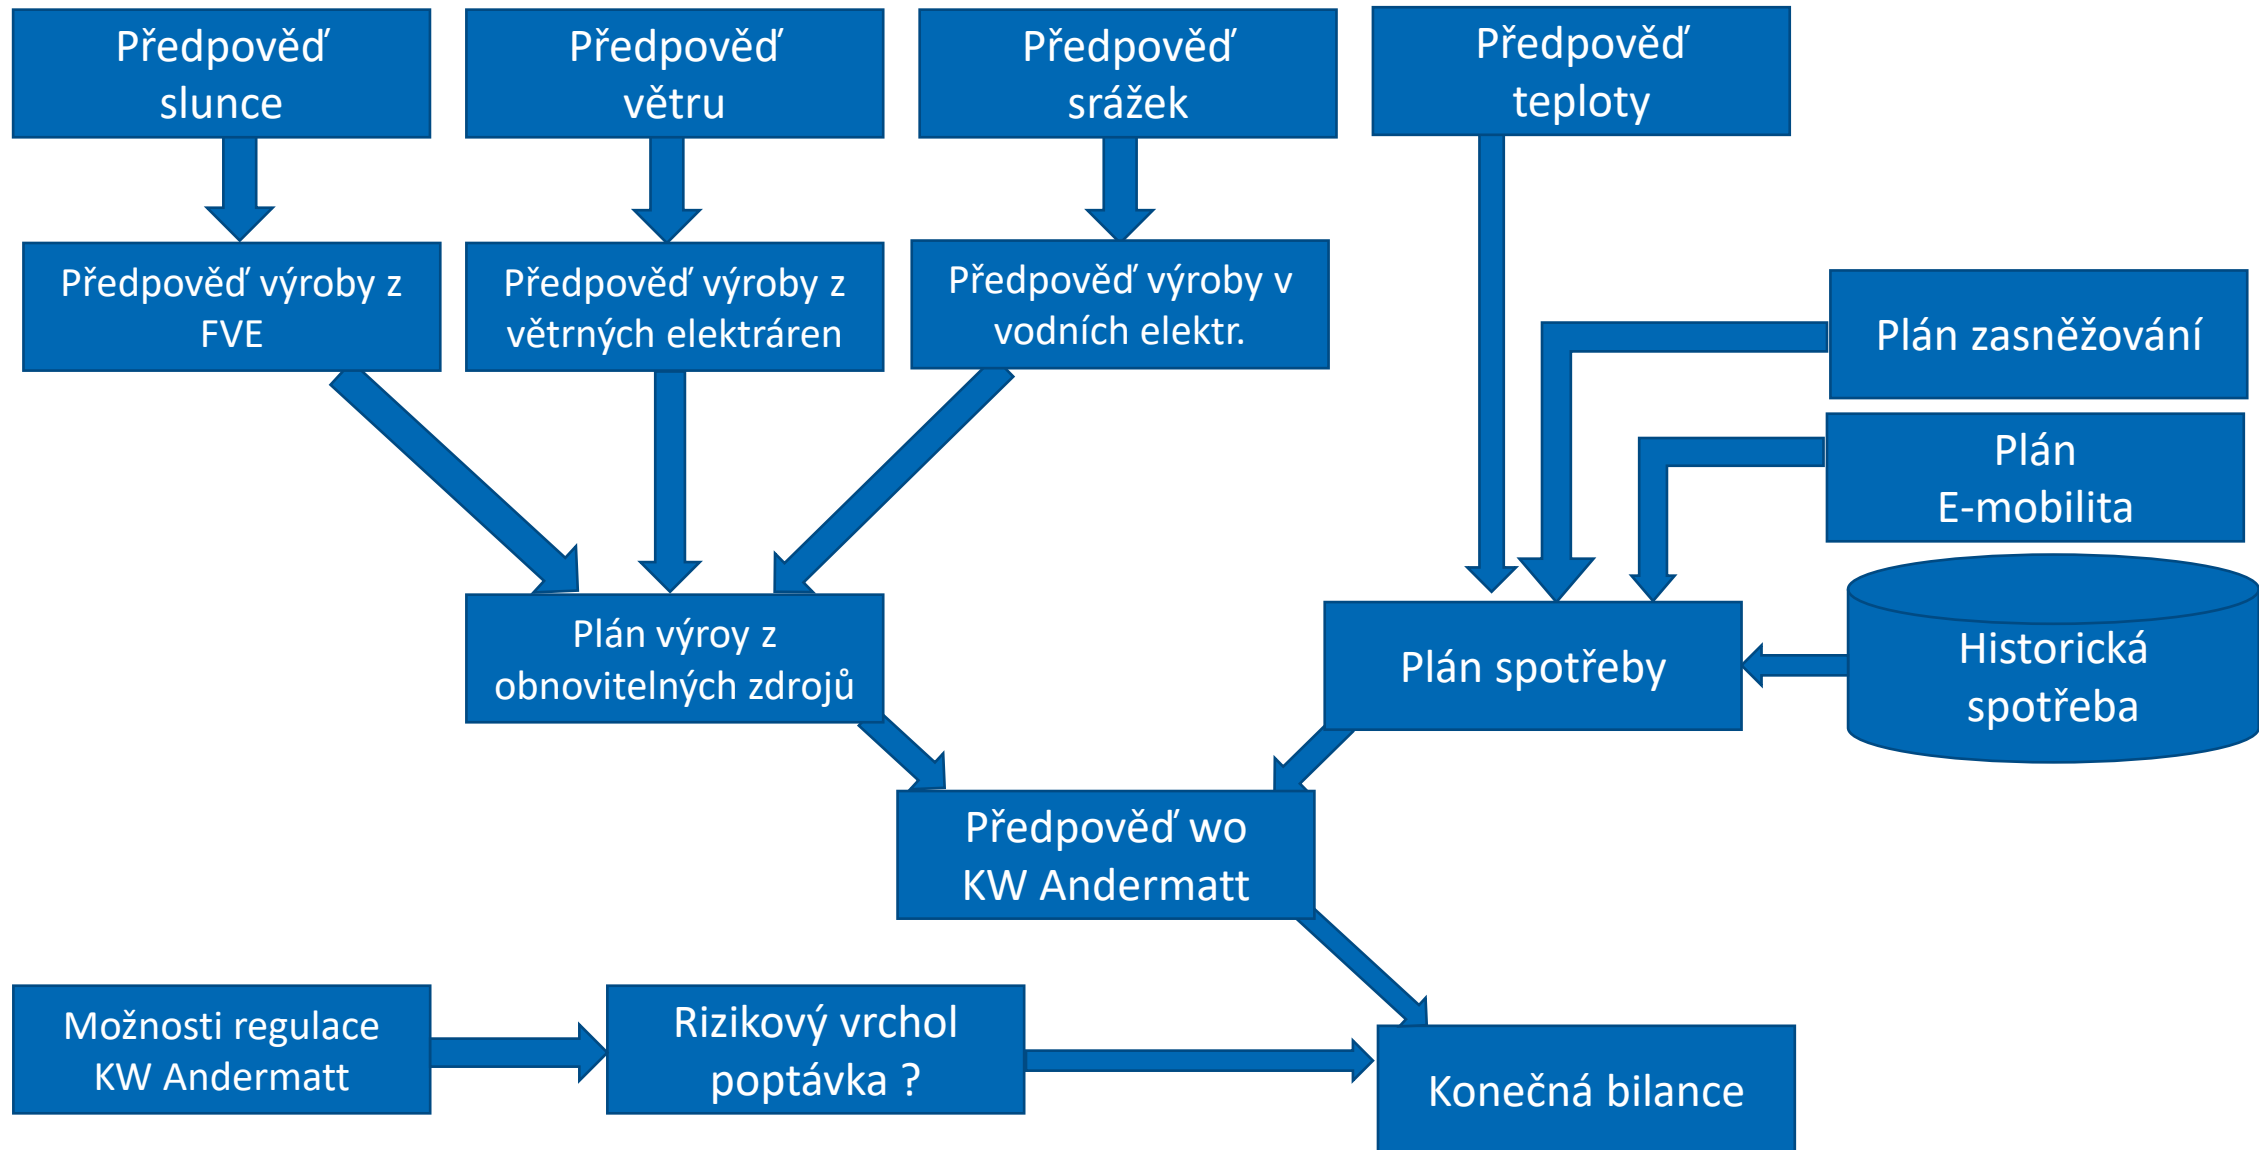 Předpověď
slunce
Předpověď
větru
Předpověď
srážek
Předpověď
teploty
Předpověď výroby z
FVE
Předpověď výroby z
větrných elektráren
Předpověď výroby v
vodních elektr.
Plán zasněžování
Plán
E-mobilita
Plán výroy z
obnovitelných zdrojů
Plán spotřeby
Historická
spotřeba
Předpověď wo
KW Andermatt
Možnosti regulace
KW Andermatt
Rizikový vrchol
poptávka ?
Konečná bilance